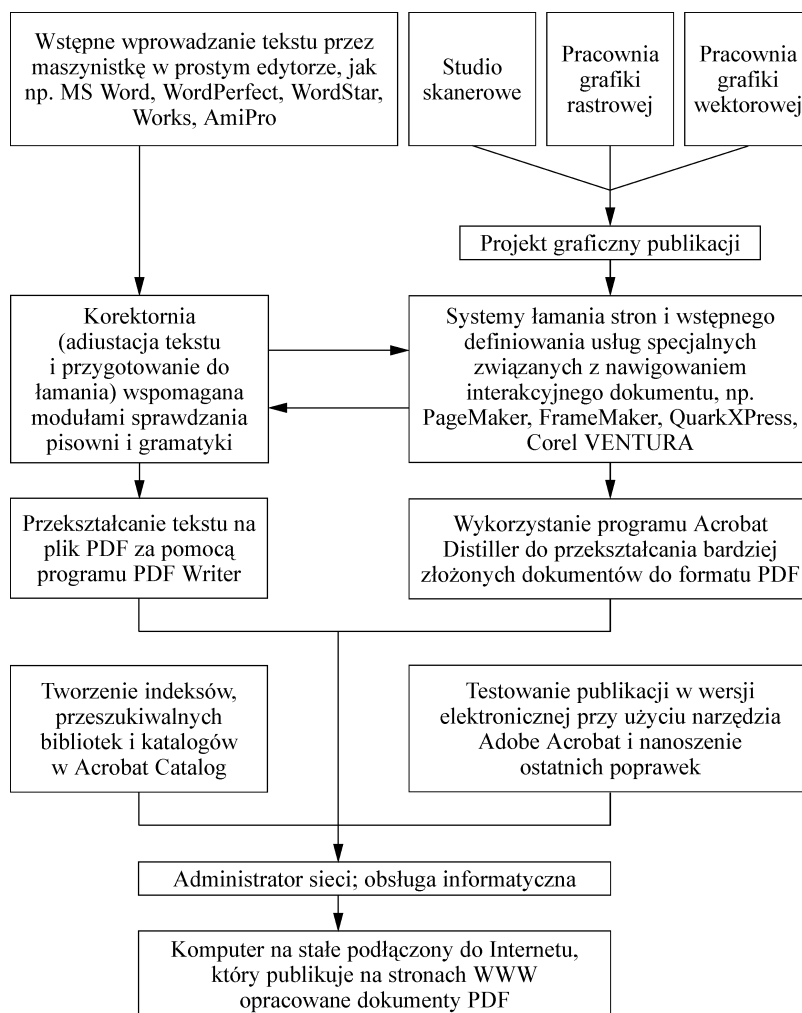 Wstępne wprowadzanie tekstu przez
maszynistkę w prostym edytorze, jak
np. MS Word, WordPerfect, WordStar,
Works, AmiPro
Studio
skanerowe
Pracownia
grafiki
rastrowej
Pracownia
grafiki
wektorowej
Projekt graficzny publikacji
Korektornia
(adiustacja tekstu
i przygotowanie do
łamania) wspomagana
modułami sprawdzania
pisowni i gramatyki
Systemy łamania stron i wstępnego
definiowania usług specjalnych
związanych z nawigowaniem
interakcyjnego dokumentu, np.
PageMaker, FrameMaker, QuarkXPress,
Corel VENTURA
Przekształcanie tekstu na
plik PDF za pomocą
programu PDF Writer
Wykorzystanie programu Acrobat
Distiller do przekształcania bardziej
złożonych dokumentów do formatu PDF
Tworzenie indeksów,
przeszukiwalnych
bibliotek i katalogów
w Acrobat Catalog
Testowanie publikacji w wersji
elektronicznej przy użyciu narzędzia
Adobe Acrobat i nanoszenie
ostatnich poprawek
Administrator sieci; obsługa informatyczna
Komputer na stałe podłączony do Internetu,
który publikuje na stronach WWW
opracowane dokumenty PDF